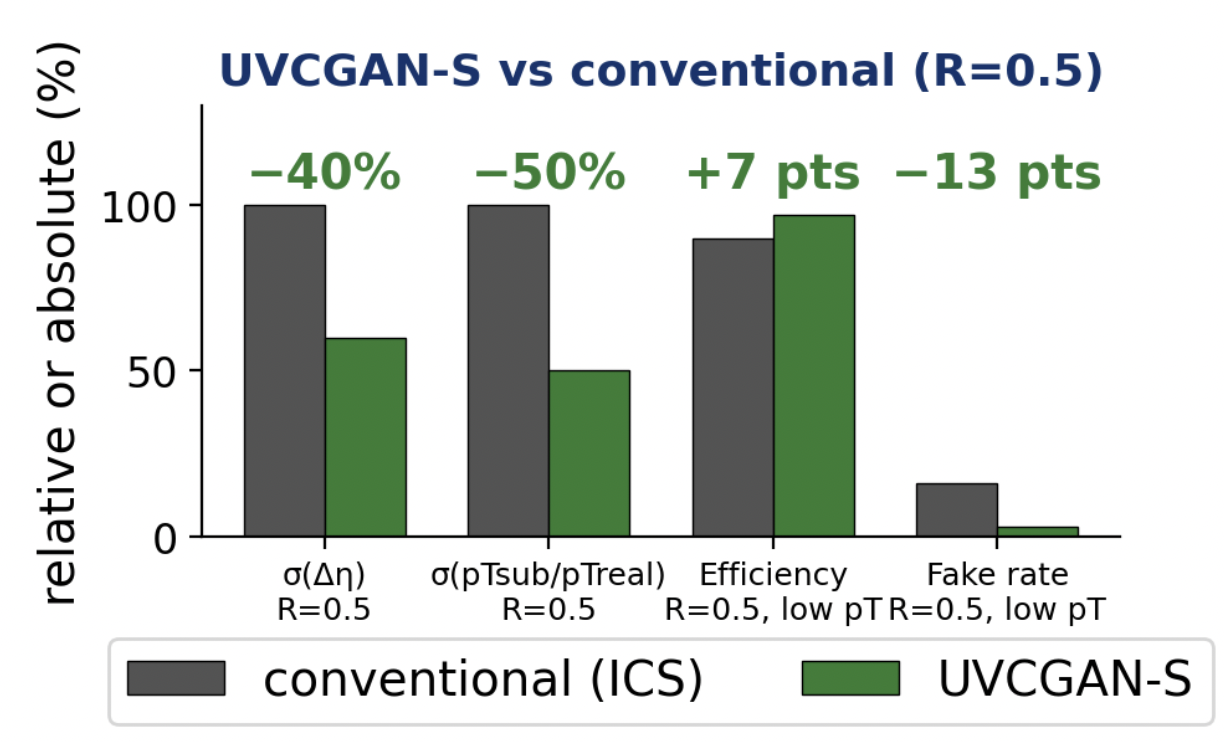 UVCGAN-S vs conventional (R=0.5)
relative or absolute (%)
−40%
−50%
+7 pts
−13 pts
100
50
0
σ(Δη)
R=0.5
σ(pTsub/pTreal)
R=0.5
Efficiency
R=0.5, low pT
Fake rate
R=0.5, low pT
conventional (ICS)
UVCGAN-S